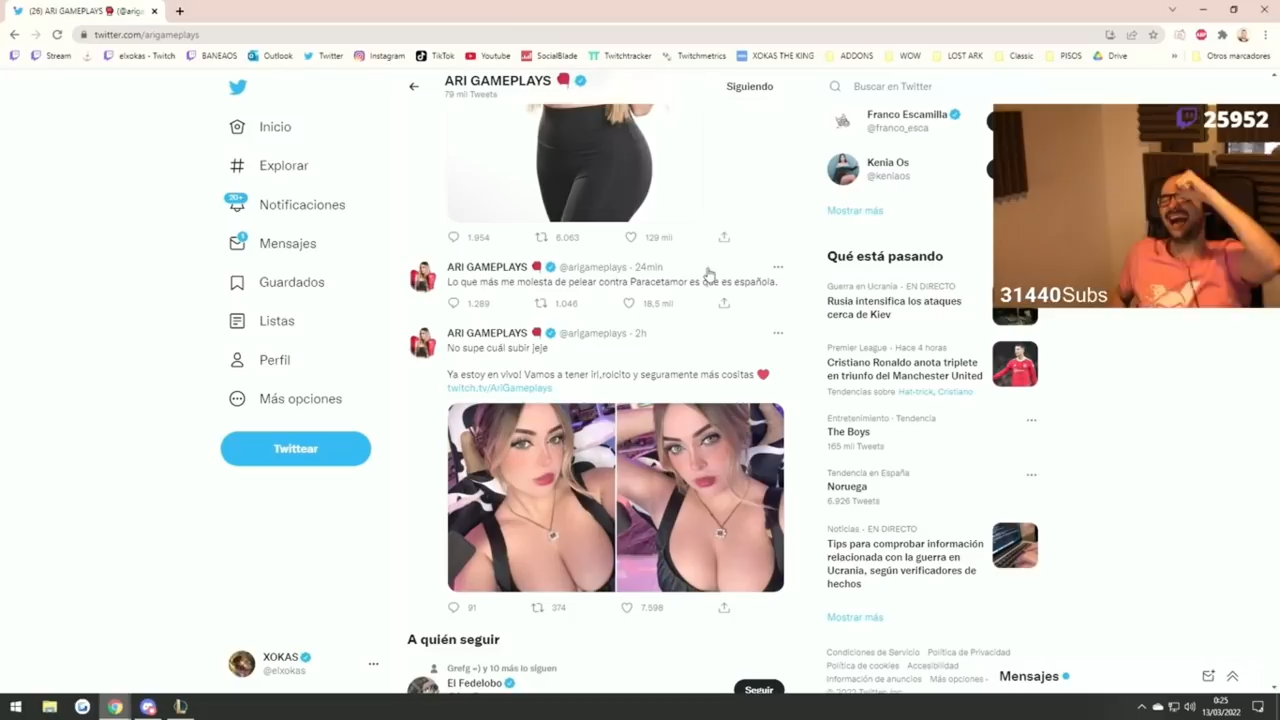 (26) ARI GAMEPLAYS
twitter.com/arigameplays
Stream
elxokas - Twitch
BANEAOS
Outlook
Twitter
Instagram
TikTok
Youtube
SocialBlade
Twitchtracker
Twitchmetrics
XOKAS THE KING
ADDONS
WOW
LOST ARK
Classic
PISOS
Drive
Otros marcadores
ARI GAMEPLAYS
79 mil Tweets
Siguiendo
Inicio
Explorar
20+
Notificaciones
1
Mensajes
Guardados
Listas
Perfil
Más opciones
Twittear
XOKAS
@elxokas
1.954 6.063 129 mil
ARI GAMEPLAYS @arigameplays · 24min
Lo que más me molesta de pelear contra Paracetamor es que es española.
1.289 1.046 18,5 mil
ARI GAMEPLAYS @arigameplays · 2h
No supe cuál subir jeje
Ya estoy en vivo! Vamos a tener irl,rolcito y seguramente más cositas
twitch.tv/AriGameplays
91 374 7.598
A quién seguir
Grefg =) y 10 más lo siguen
El Fedelobo
Seguir
Buscar en Twitter
Franco Escamilla
@franco_esca
Kenia Os
@keniaos
Mostrar más
Qué está pasando
Guerra en Ucrania · EN DIRECTO
Rusia intensifica los ataques
cerca de Kiev
Premier League · Hace 4 horas
Cristiano Ronaldo anota triplete
en triunfo del Manchester United
Tendencias sobre Hat-trick, Cristiano
Entretenimiento · Tendencia
The Boys
165 mil Tweets
Tendencia en España
Noruega
6.926 Tweets
Noticias · EN DIRECTO
Tips para comprobar información
relacionada con la guerra en
Ucrania, según verificadores de
hechos
Mostrar más
Condiciones de Servicio Política de Privacidad
Política de cookies Accesibilidad
Información de anuncios Más opciones ·
© 2022 Twitter, Inc.
25952
31440Subs
Mensajes
0:25
13/03/2022